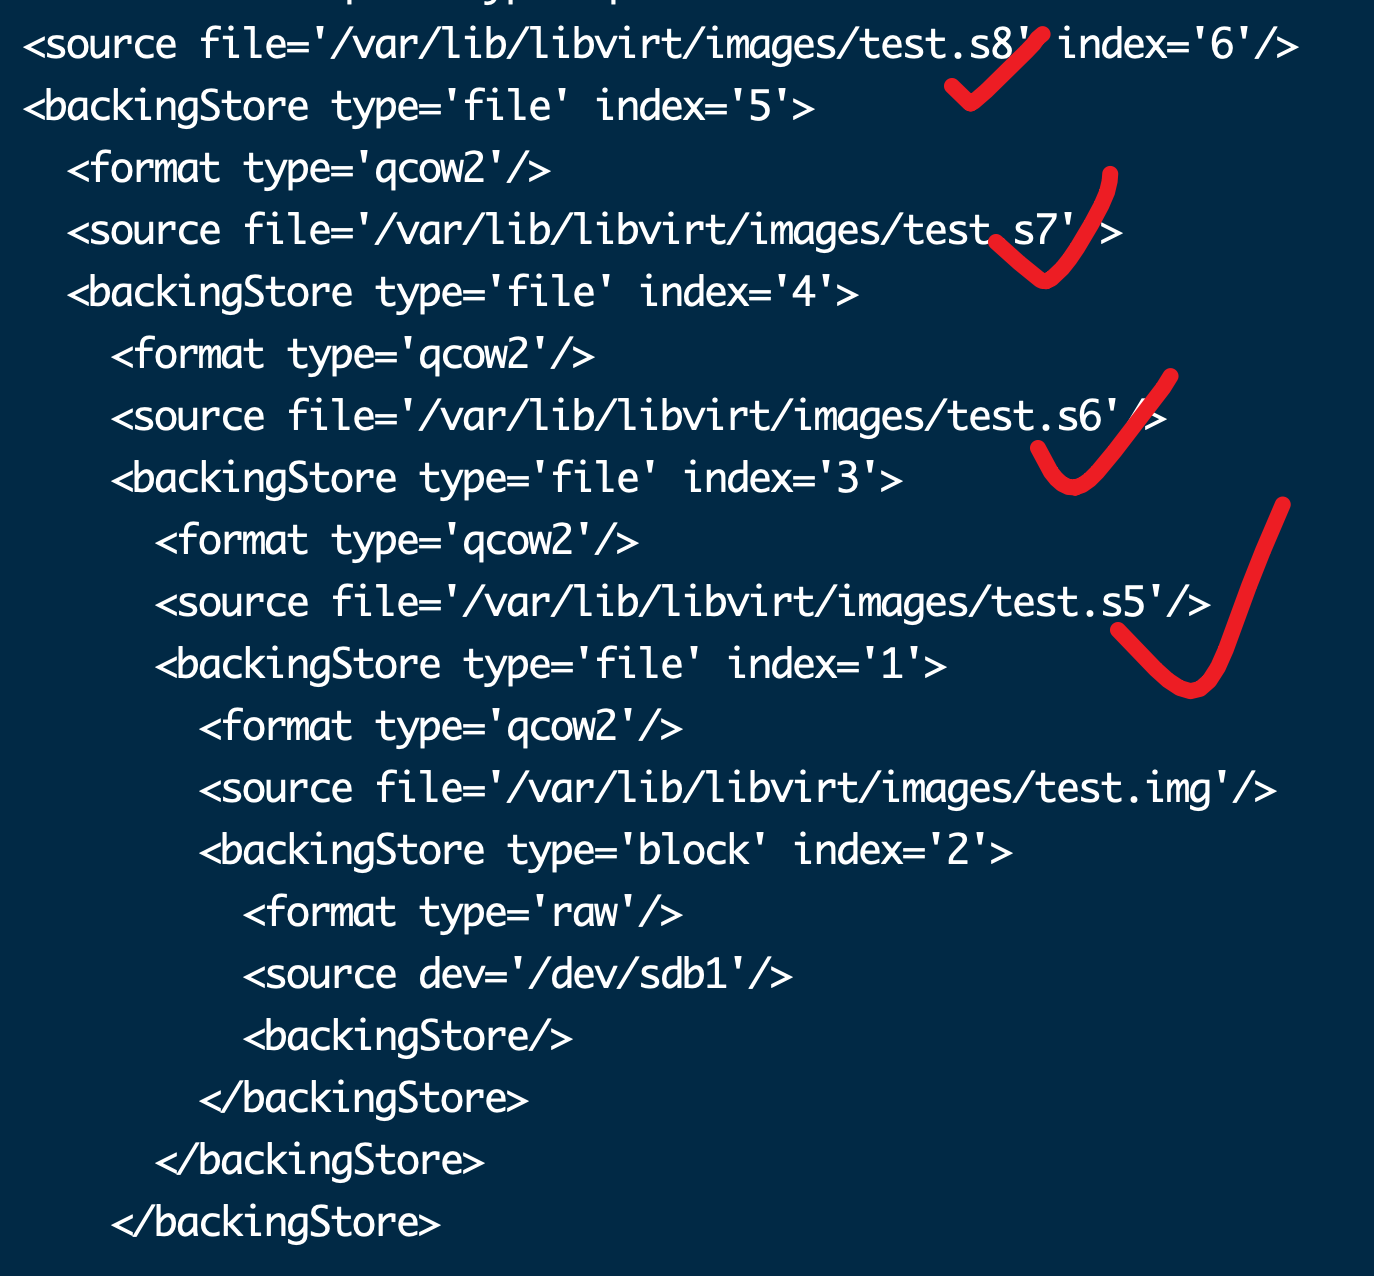 <source file='/var/lib/libvirt/images/test.s8' index='6'/>
<backingStore type='file' index='5'>
<format type='qcow2'/>
<source file='/var/lib/libvirt/images/test.s7'/>
<backingStore type='file' index='4'>
<format type='qcow2'/>
<source file='/var/lib/libvirt/images/test.s6'/>
<backingStore type='file' index='3'>
<format type='qcow2'/>
<source file='/var/lib/libvirt/images/test.s5'/>
<backingStore type='file' index='1'>
<format type='qcow2'/>
<source file='/var/lib/libvirt/images/test.img'/>
<backingStore type='block' index='2'>
<format type='raw'/>
<source dev='/dev/sdb1'/>
<backingStore/>
</backingStore>
</backingStore>
</backingStore>